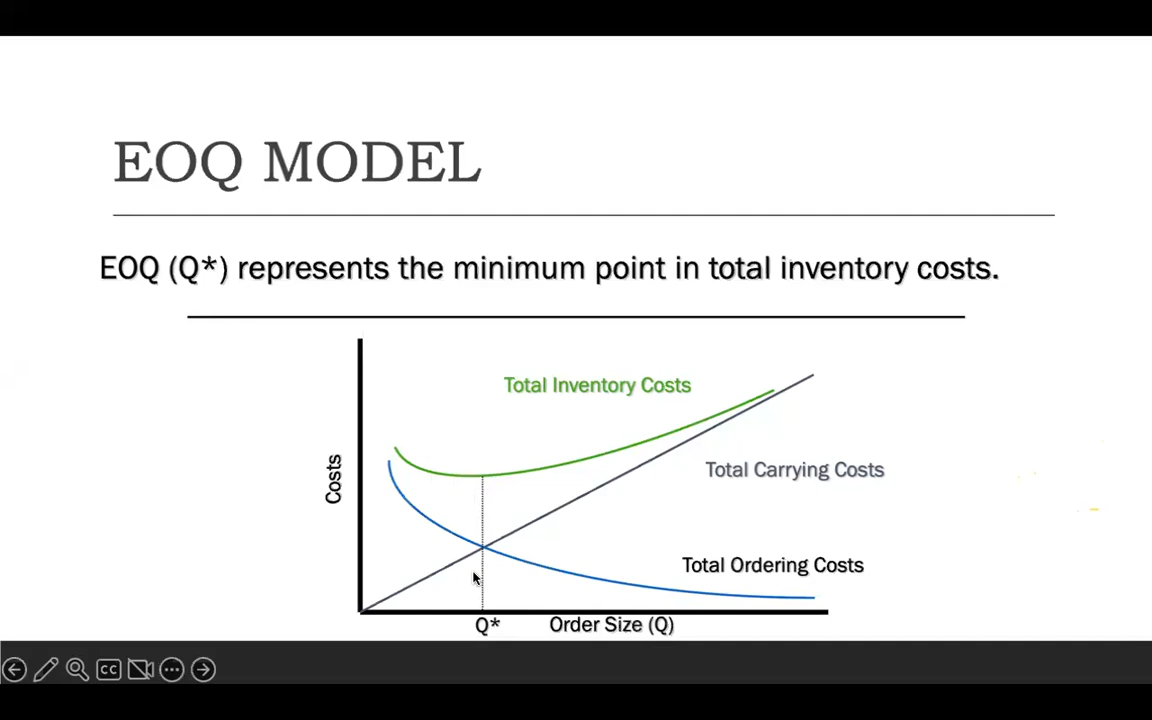 EOQ MODEL
EOQ (Q*) represents the minimum point in total inventory costs.
Total Inventory Costs
Costs
Total Carrying Costs
Total Ordering Costs
Q*
Order Size (Q)
CC